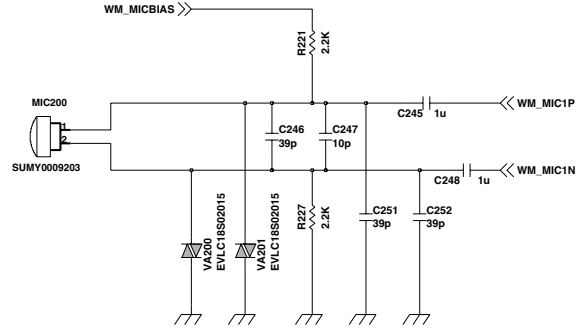 WM_MICBIAS
R221
2.2K
MIC200
1
2
SUMY0009203
C246
39p
C247
10p
C245
1u
WM_MIC1P
C248
1u
WM_MIC1N
VA200
EVLC18S02015
VA201
EVLC18S02015
R227
2.2K
C251
39p
C252
39p